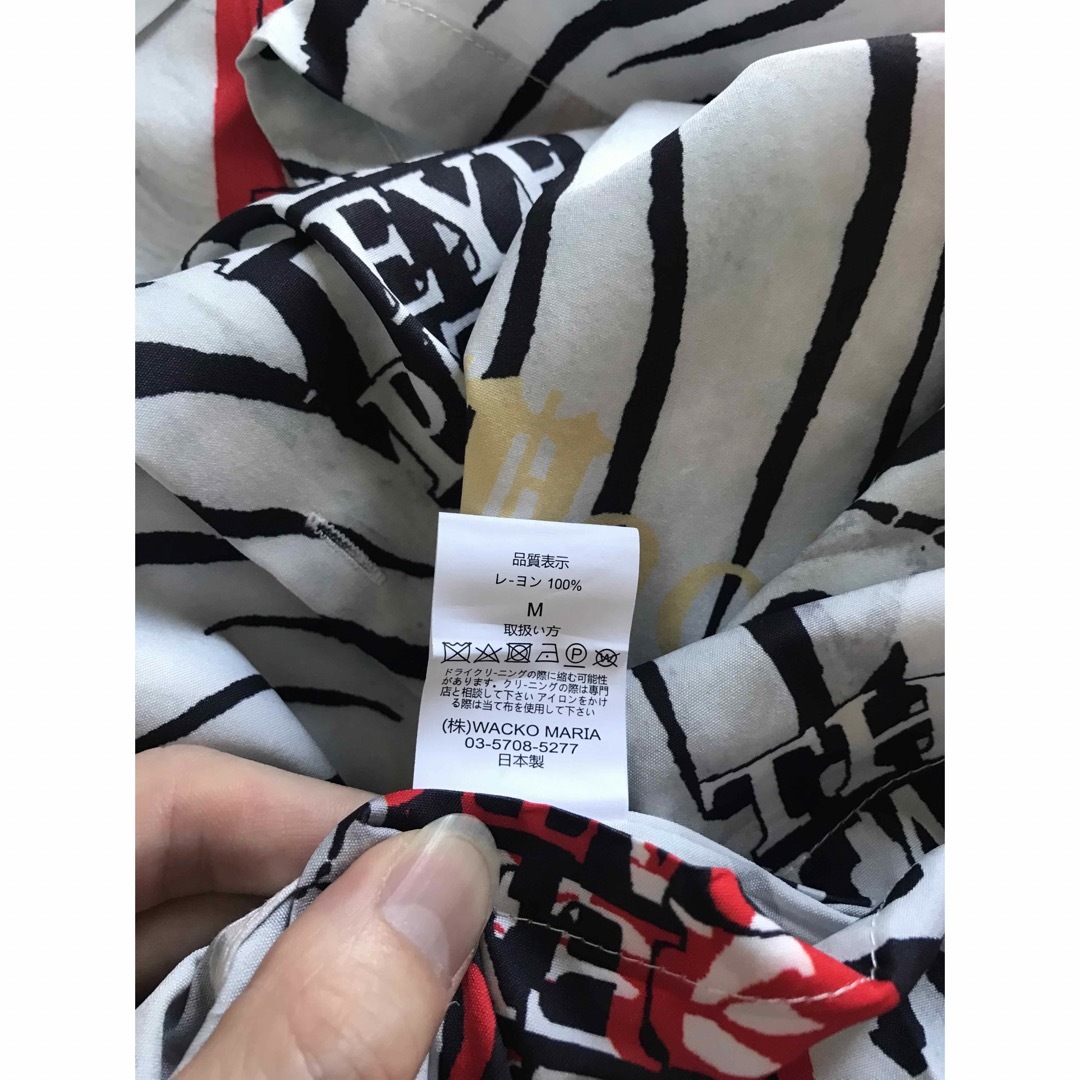 EYE
P
H
TH
W
品質表示
レ-ヨン 100%
M
取扱い方
P
W
ドライクリ-ニングの際に縮む可能性
があります。クリ-ニングの際は専門
店と相談して下さい アイロンをかけ
る際は当て布を使用して下さい
(株)WACKO MARIA
03-5708-5277
日本製